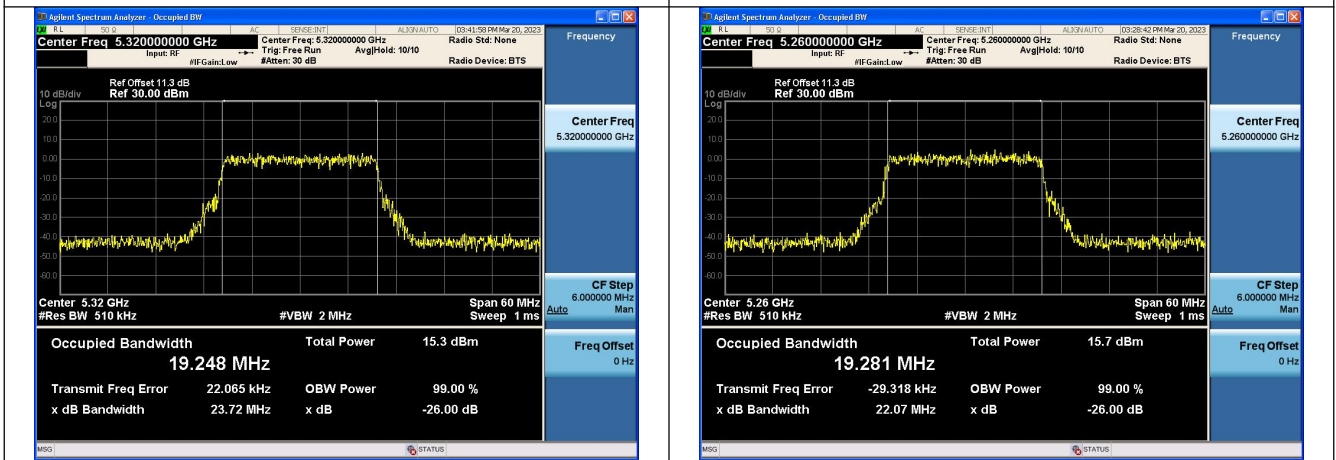 Agilent Spectrum Analyzer - Occupied BW
RL 50 Ω AC SENSE:INT ALIGN AUTO 03:41:58 PM Mar 20, 2023
Center Freq 5.320000000 GHz
Center Freq: 5.320000000 GHz
Radio Std: None
Input: RF
Trig: Free Run Avg|Hold: 10/10
#IFGain:Low
#Atten: 30 dB
Radio Device: BTS
Ref Offset 11.3 dB
10 dB/div Ref 30.00 dBm
Log
20.0
10.0
0.00
-10.0
-20.0
-30.0
-40.0
-50.0
-60.0
Center 5.32 GHz Span 60 MHz
#Res BW 510 kHz #VBW 2 MHz Sweep 1 ms
Occupied Bandwidth Total Power 15.3 dBm
19.248 MHz
Transmit Freq Error 22.065 kHz OBW Power 99.00 %
x dB Bandwidth 23.72 MHz x dB -26.00 dB
MSG STATUS
Frequency
Center Freq
5.320000000 GHz
CF Step
6.000000 MHz
Auto Man
Freq Offset
0 Hz
Agilent Spectrum Analyzer - Occupied BW
RL 50 Ω AC SENSE:INT ALIGN AUTO 03:28:42 PM Mar 20, 2023
Center Freq 5.260000000 GHz
Center Freq: 5.260000000 GHz
Radio Std: None
Input: RF
Trig: Free Run Avg|Hold: 10/10
#IFGain:Low
#Atten: 30 dB
Radio Device: BTS
Ref Offset 11.3 dB
10 dB/div Ref 30.00 dBm
Log
20.0
10.0
0.00
-10.0
-20.0
-30.0
-40.0
-50.0
-60.0
Center 5.26 GHz Span 60 MHz
#Res BW 510 kHz #VBW 2 MHz Sweep 1 ms
Occupied Bandwidth Total Power 15.7 dBm
19.281 MHz
Transmit Freq Error -29.318 kHz OBW Power 99.00 %
x dB Bandwidth 22.07 MHz x dB -26.00 dB
MSG STATUS
Frequency
Center Freq
5.260000000 GHz
CF Step
6.000000 MHz
Auto Man
Freq Offset
0 Hz